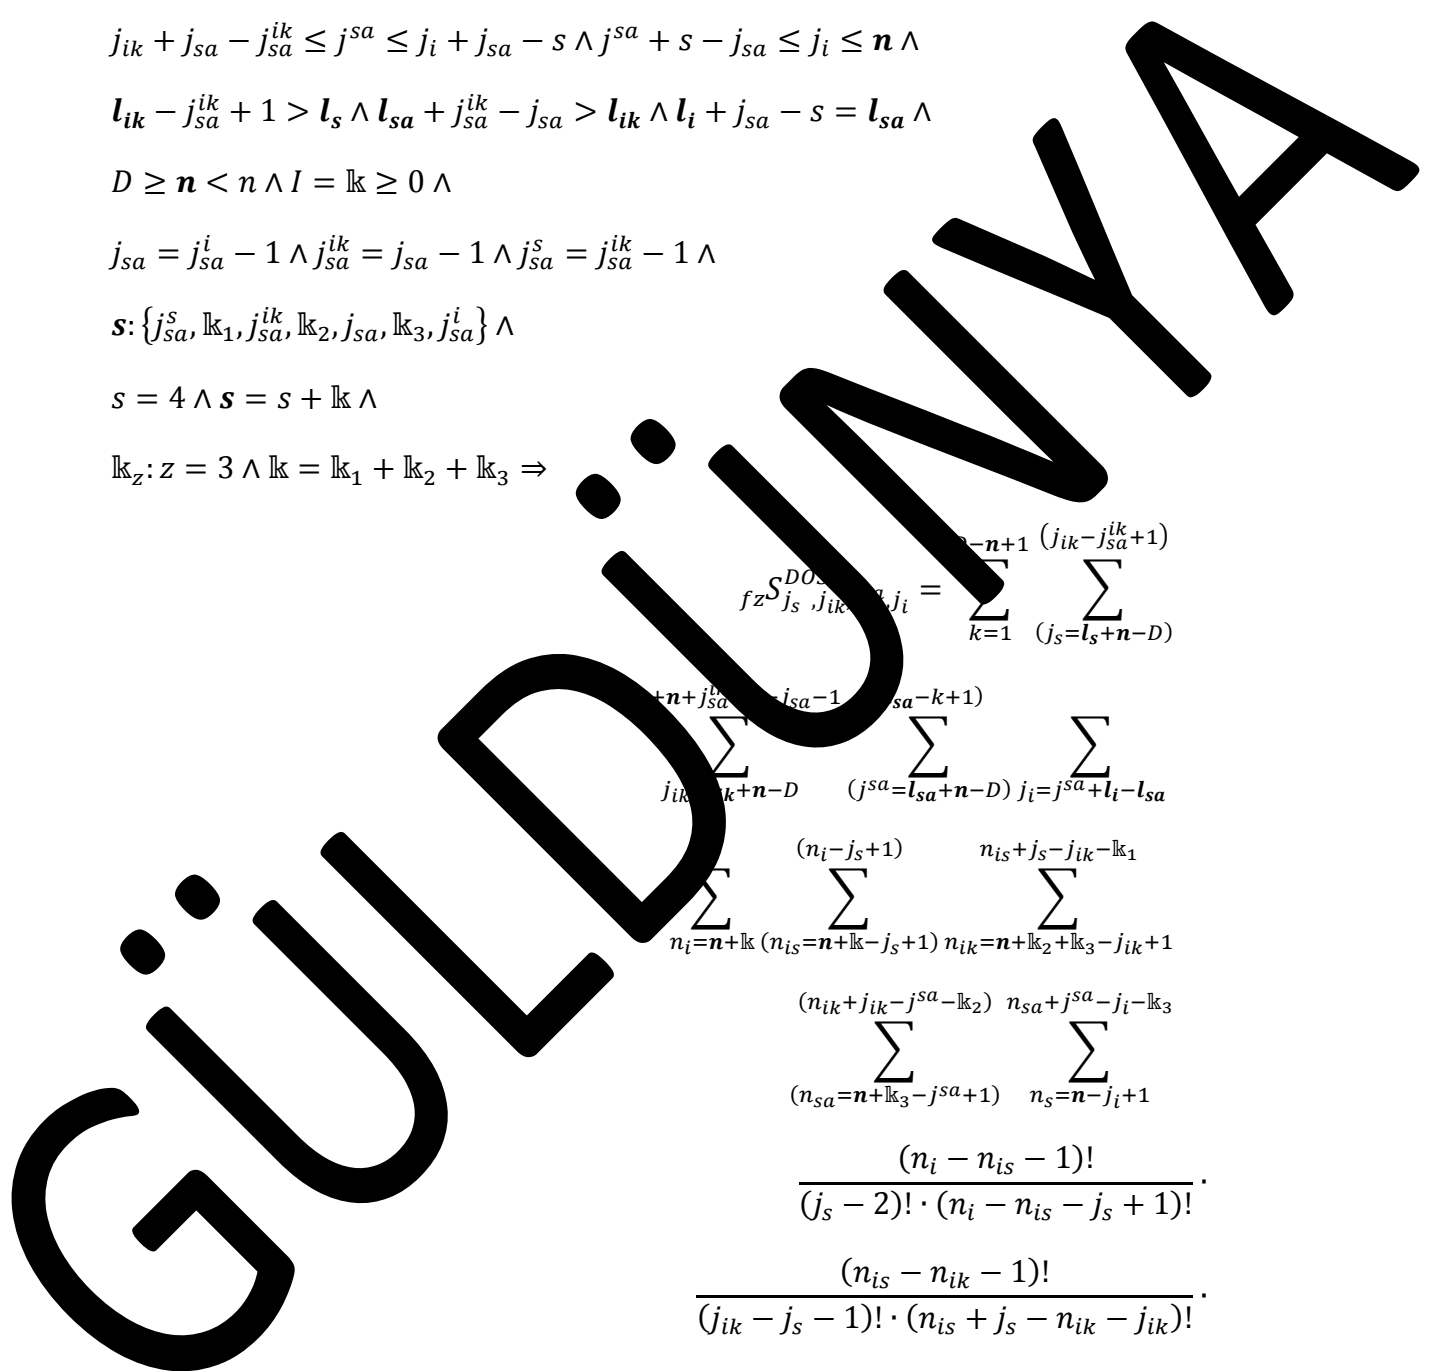 j_{ik} + j_{sa} − j_{sa}^{ik} ≤ j^{sa} ≤ j_i + j_{sa} − s ∧ j^{sa} + s − j_{sa} ≤ j_i ≤ n ∧
l_{ik} − j_{sa}^{ik} + 1 > l_s ∧ l_{sa} + j_{sa}^{ik} − j_{sa} > l_{ik} ∧ l_i + j_{sa} − s = l_{sa} ∧
D ≥ n < n ∧ I = 𝕜 ≥ 0 ∧
j_{sa} = j_{sa}^i − 1 ∧ j_{sa}^{ik} = j_{sa} − 1 ∧ j_{sa}^s = j_{sa}^{ik} − 1 ∧
s: {j_{sa}^s, 𝕜_1, j_{sa}^{ik}, 𝕜_2, j_{sa}, 𝕜_3, j_{sa}^i} ∧
s = 4 ∧ s = s + 𝕜 ∧
𝕜_z: z = 3 ∧ 𝕜 = 𝕜_1 + 𝕜_2 + 𝕜_3 ⇒
−n+1 (j_{ik}−j_{sa}^{ik}+1)
_{fz}S = ∑ ∑
k=1 (j_s=l_s+n−D)
−j_{sa}−1 −k+1)
∑ ∑ ∑
+n−D (j^{sa}=l_{sa}+n−D) j_i=j^{sa}+l_i−l_{sa}
(n_i−j_s+1) n_{is}+j_s−j_{ik}−𝕜_1
∑ ∑ ∑
n_i=n+𝕜 (n_{is}=n+𝕜−j_s+1) n_{ik}=n+𝕜_2+𝕜_3−j_{ik}+1
(n_{ik}+j_{ik}−j^{sa}−𝕜_2) n_{sa}+j^{sa}−j_i−𝕜_3
∑ ∑
(n_{sa}=n+𝕜_3−j^{sa}+1) n_s=n−j_i+1
(n_i − n_{is} − 1)!
(j_s − 2)! · (n_i − n_{is} − j_s + 1)! ·
(n_{is} − n_{ik} − 1)!
(j_{ik} − j_s − 1)! · (n_{is} + j_s − n_{ik} − j_{ik})! ·
GÜLDÜNYA